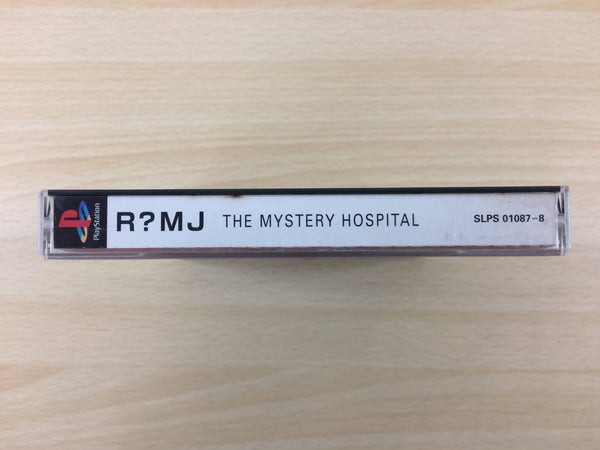 PlayStation
R?MJ THE MYSTERY HOSPITAL SLPS 01087-8